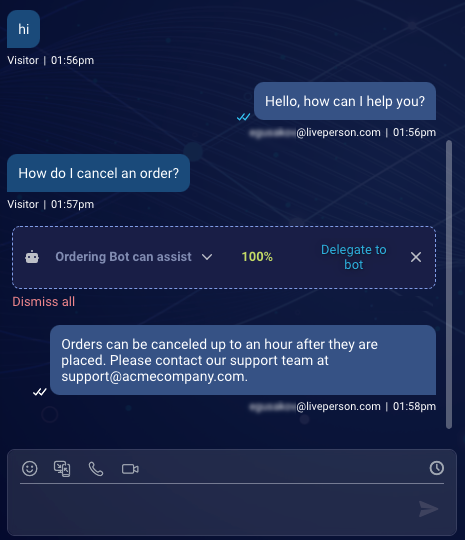 hi
Visitor | 01:56pm
Hello, how can I help you?
@liveperson.com | 01:56pm
How do I cancel an order?
Visitor | 01:57pm
Ordering Bot can assist 100% Delegate to
bot
Dismiss all
Orders can be canceled up to an hour after they are
placed. Please contact our support team at
support@acmecompany.com.
@liveperson.com | 01:58pm